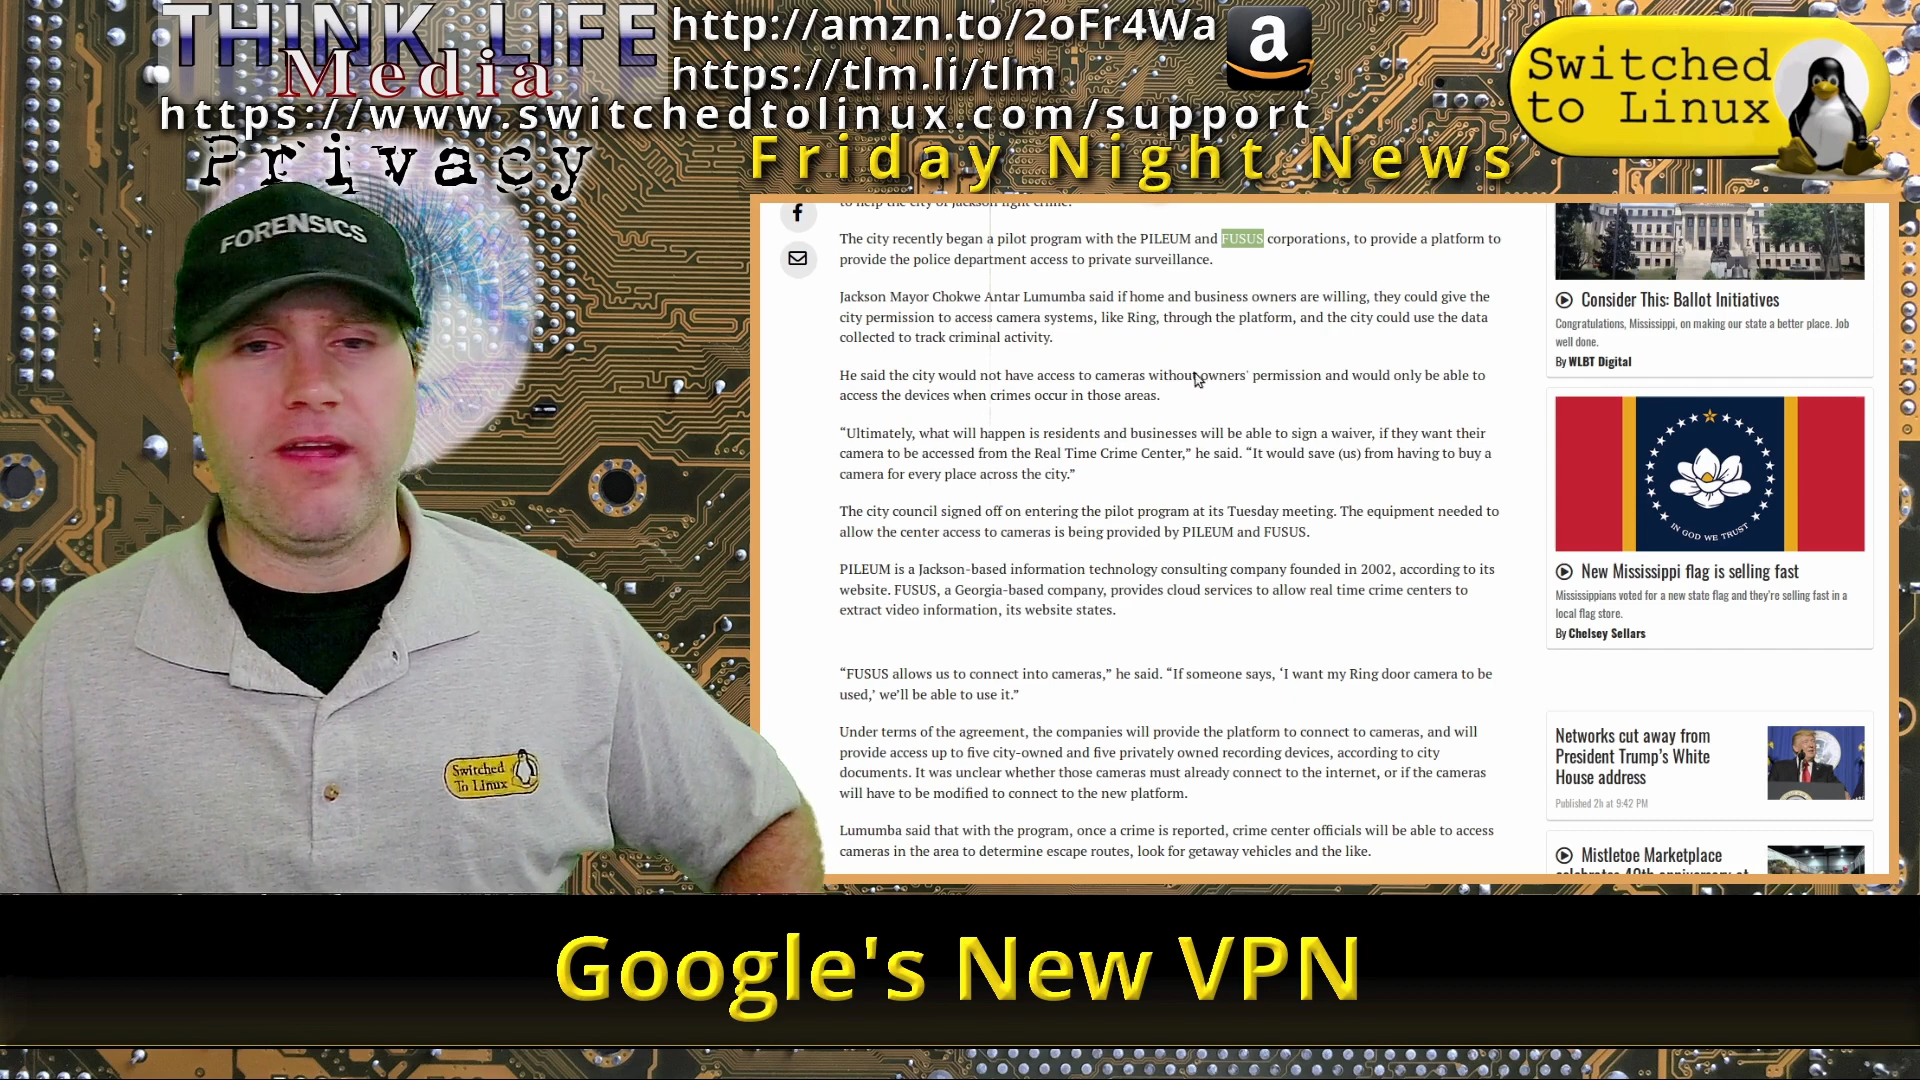 THINK LIFE
Media
http://amzn.to/2oFr4Wa
https://tlm.li/tlm
https://www.switchedtolinux.com/support
a
Switched
to Linux
Privacy
Friday Night News
FORENSICS
Switched
To Linux
to help the city of Jackson fight crime.
The city recently began a pilot program with the PILEUM and FUSUS corporations, to provide a platform to
provide the police department access to private surveillance.
Jackson Mayor Chokwe Antar Lumumba said if home and business owners are willing, they could give the
city permission to access camera systems, like Ring, through the platform, and the city could use the data
collected to track criminal activity.
He said the city would not have access to cameras without owners' permission and would only be able to
access the devices when crimes occur in those areas.
“Ultimately, what will happen is residents and businesses will be able to sign a waiver, if they want their
camera to be accessed from the Real Time Crime Center,” he said. “It would save (us) from having to buy a
camera for every place across the city.”
The city council signed off on entering the pilot program at its Tuesday meeting. The equipment needed to
allow the center access to cameras is being provided by PILEUM and FUSUS.
PILEUM is a Jackson-based information technology consulting company founded in 2002, according to its
website. FUSUS, a Georgia-based company, provides cloud services to allow real time crime centers to
extract video information, its website states.
“FUSUS allows us to connect into cameras,” he said. “If someone says, ‘I want my Ring door camera to be
used,’ we’ll be able to use it.”
Under terms of the agreement, the companies will provide the platform to connect to cameras, and will
provide access up to five city-owned and five privately owned recording devices, according to city
documents. It was unclear whether those cameras must already connect to the internet, or if the cameras
will have to be modified to connect to the new platform.
Lumumba said that with the program, once a crime is reported, crime center officials will be able to access
cameras in the area to determine escape routes, look for getaway vehicles and the like.
Consider This: Ballot Initiatives
Congratulations, Mississippi, on making our state a better place. Job
well done.
By WLBT Digital
IN GOD WE TRUST
New Mississippi flag is selling fast
Mississippians voted for a new state flag and they're selling fast in a
local flag store.
By Chelsey Sellars
Networks cut away from
President Trump’s White
House address
Published 2h at 9:42 PM
Mistletoe Marketplace
celebrates 40th anniversary at
Google's New VPN